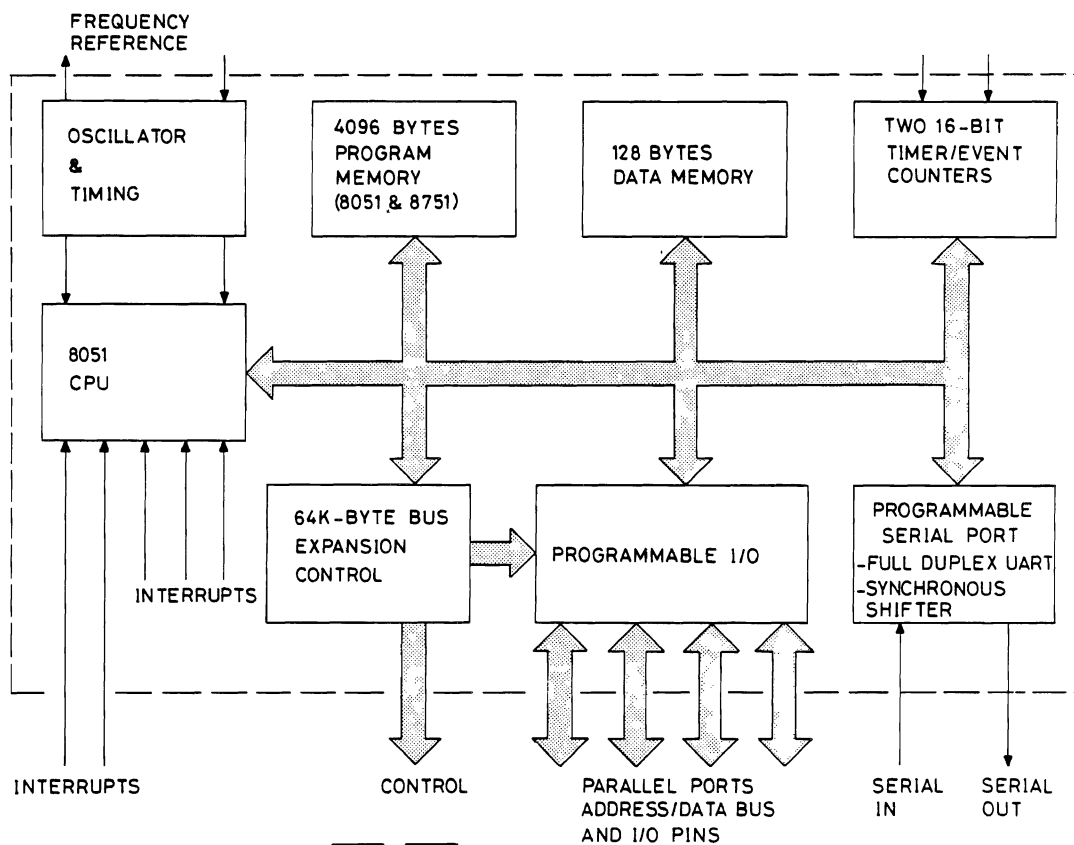 FREQUENCY
REFERENCE
OSCILLATOR
&
TIMING
4096 BYTES
PROGRAM
MEMORY
(8051 & 8751)
128 BYTES
DATA MEMORY
TWO 16-BIT
TIMER/EVENT
COUNTERS
8051
CPU
INTERRUPTS
64K-BYTE BUS
EXPANSION
CONTROL
PROGRAMMABLE I/O
PROGRAMMABLE
SERIAL PORT
-FULL DUPLEX UART
-SYNCHRONOUS
SHIFTER
INTERRUPTS
CONTROL
PARALLEL PORTS
ADDRESS/DATA BUS
AND I/O PINS
SERIAL
IN
SERIAL
OUT